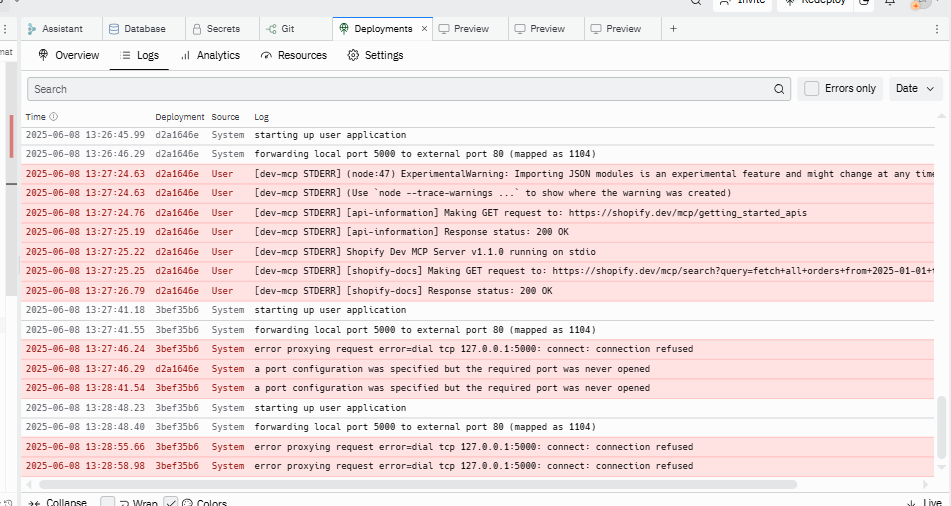 Invite Redeploy
Assistant Database Secrets Git Deployments × Preview Preview Preview +
mat
Overview Logs Analytics Resources Settings
Search Errors only Date
Time Deployment Source Log
2025-06-08 13:26:45.99 d2a1646e System starting up user application
2025-06-08 13:26:46.29 d2a1646e System forwarding local port 5000 to external port 80 (mapped as 1104)
2025-06-08 13:27:24.63 d2a1646e User [dev-mcp STDERR] (node:47) ExperimentalWarning: Importing JSON modules is an experimental feature and might change at any time
2025-06-08 13:27:24.63 d2a1646e User [dev-mcp STDERR] (Use `node --trace-warnings ...` to show where the warning was created)
2025-06-08 13:27:24.76 d2a1646e User [dev-mcp STDERR] [api-information] Making GET request to: https://shopify.dev/mcp/getting_started_apis
2025-06-08 13:27:25.19 d2a1646e User [dev-mcp STDERR] [api-information] Response status: 200 OK
2025-06-08 13:27:25.22 d2a1646e User [dev-mcp STDERR] Shopify Dev MCP Server v1.1.0 running on stdio
2025-06-08 13:27:25.25 d2a1646e User [dev-mcp STDERR] [shopify-docs] Making GET request to: https://shopify.dev/mcp/search?query=fetch+all+orders+from+2025-01-01+
2025-06-08 13:27:26.79 d2a1646e User [dev-mcp STDERR] [shopify-docs] Response status: 200 OK
2025-06-08 13:27:41.18 3bef35b6 System starting up user application
2025-06-08 13:27:41.55 3bef35b6 System forwarding local port 5000 to external port 80 (mapped as 1104)
2025-06-08 13:27:46.24 3bef35b6 System error proxying request error=dial tcp 127.0.0.1:5000: connect: connection refused
2025-06-08 13:27:46.29 d2a1646e System a port configuration was specified but the required port was never opened
2025-06-08 13:28:41.54 3bef35b6 System a port configuration was specified but the required port was never opened
2025-06-08 13:28:48.23 3bef35b6 System starting up user application
2025-06-08 13:28:48.40 3bef35b6 System forwarding local port 5000 to external port 80 (mapped as 1104)
2025-06-08 13:28:55.66 3bef35b6 System error proxying request error=dial tcp 127.0.0.1:5000: connect: connection refused
2025-06-08 13:28:58.98 3bef35b6 System error proxying request error=dial tcp 127.0.0.1:5000: connect: connection refused
Collapse Wrap Colors Live